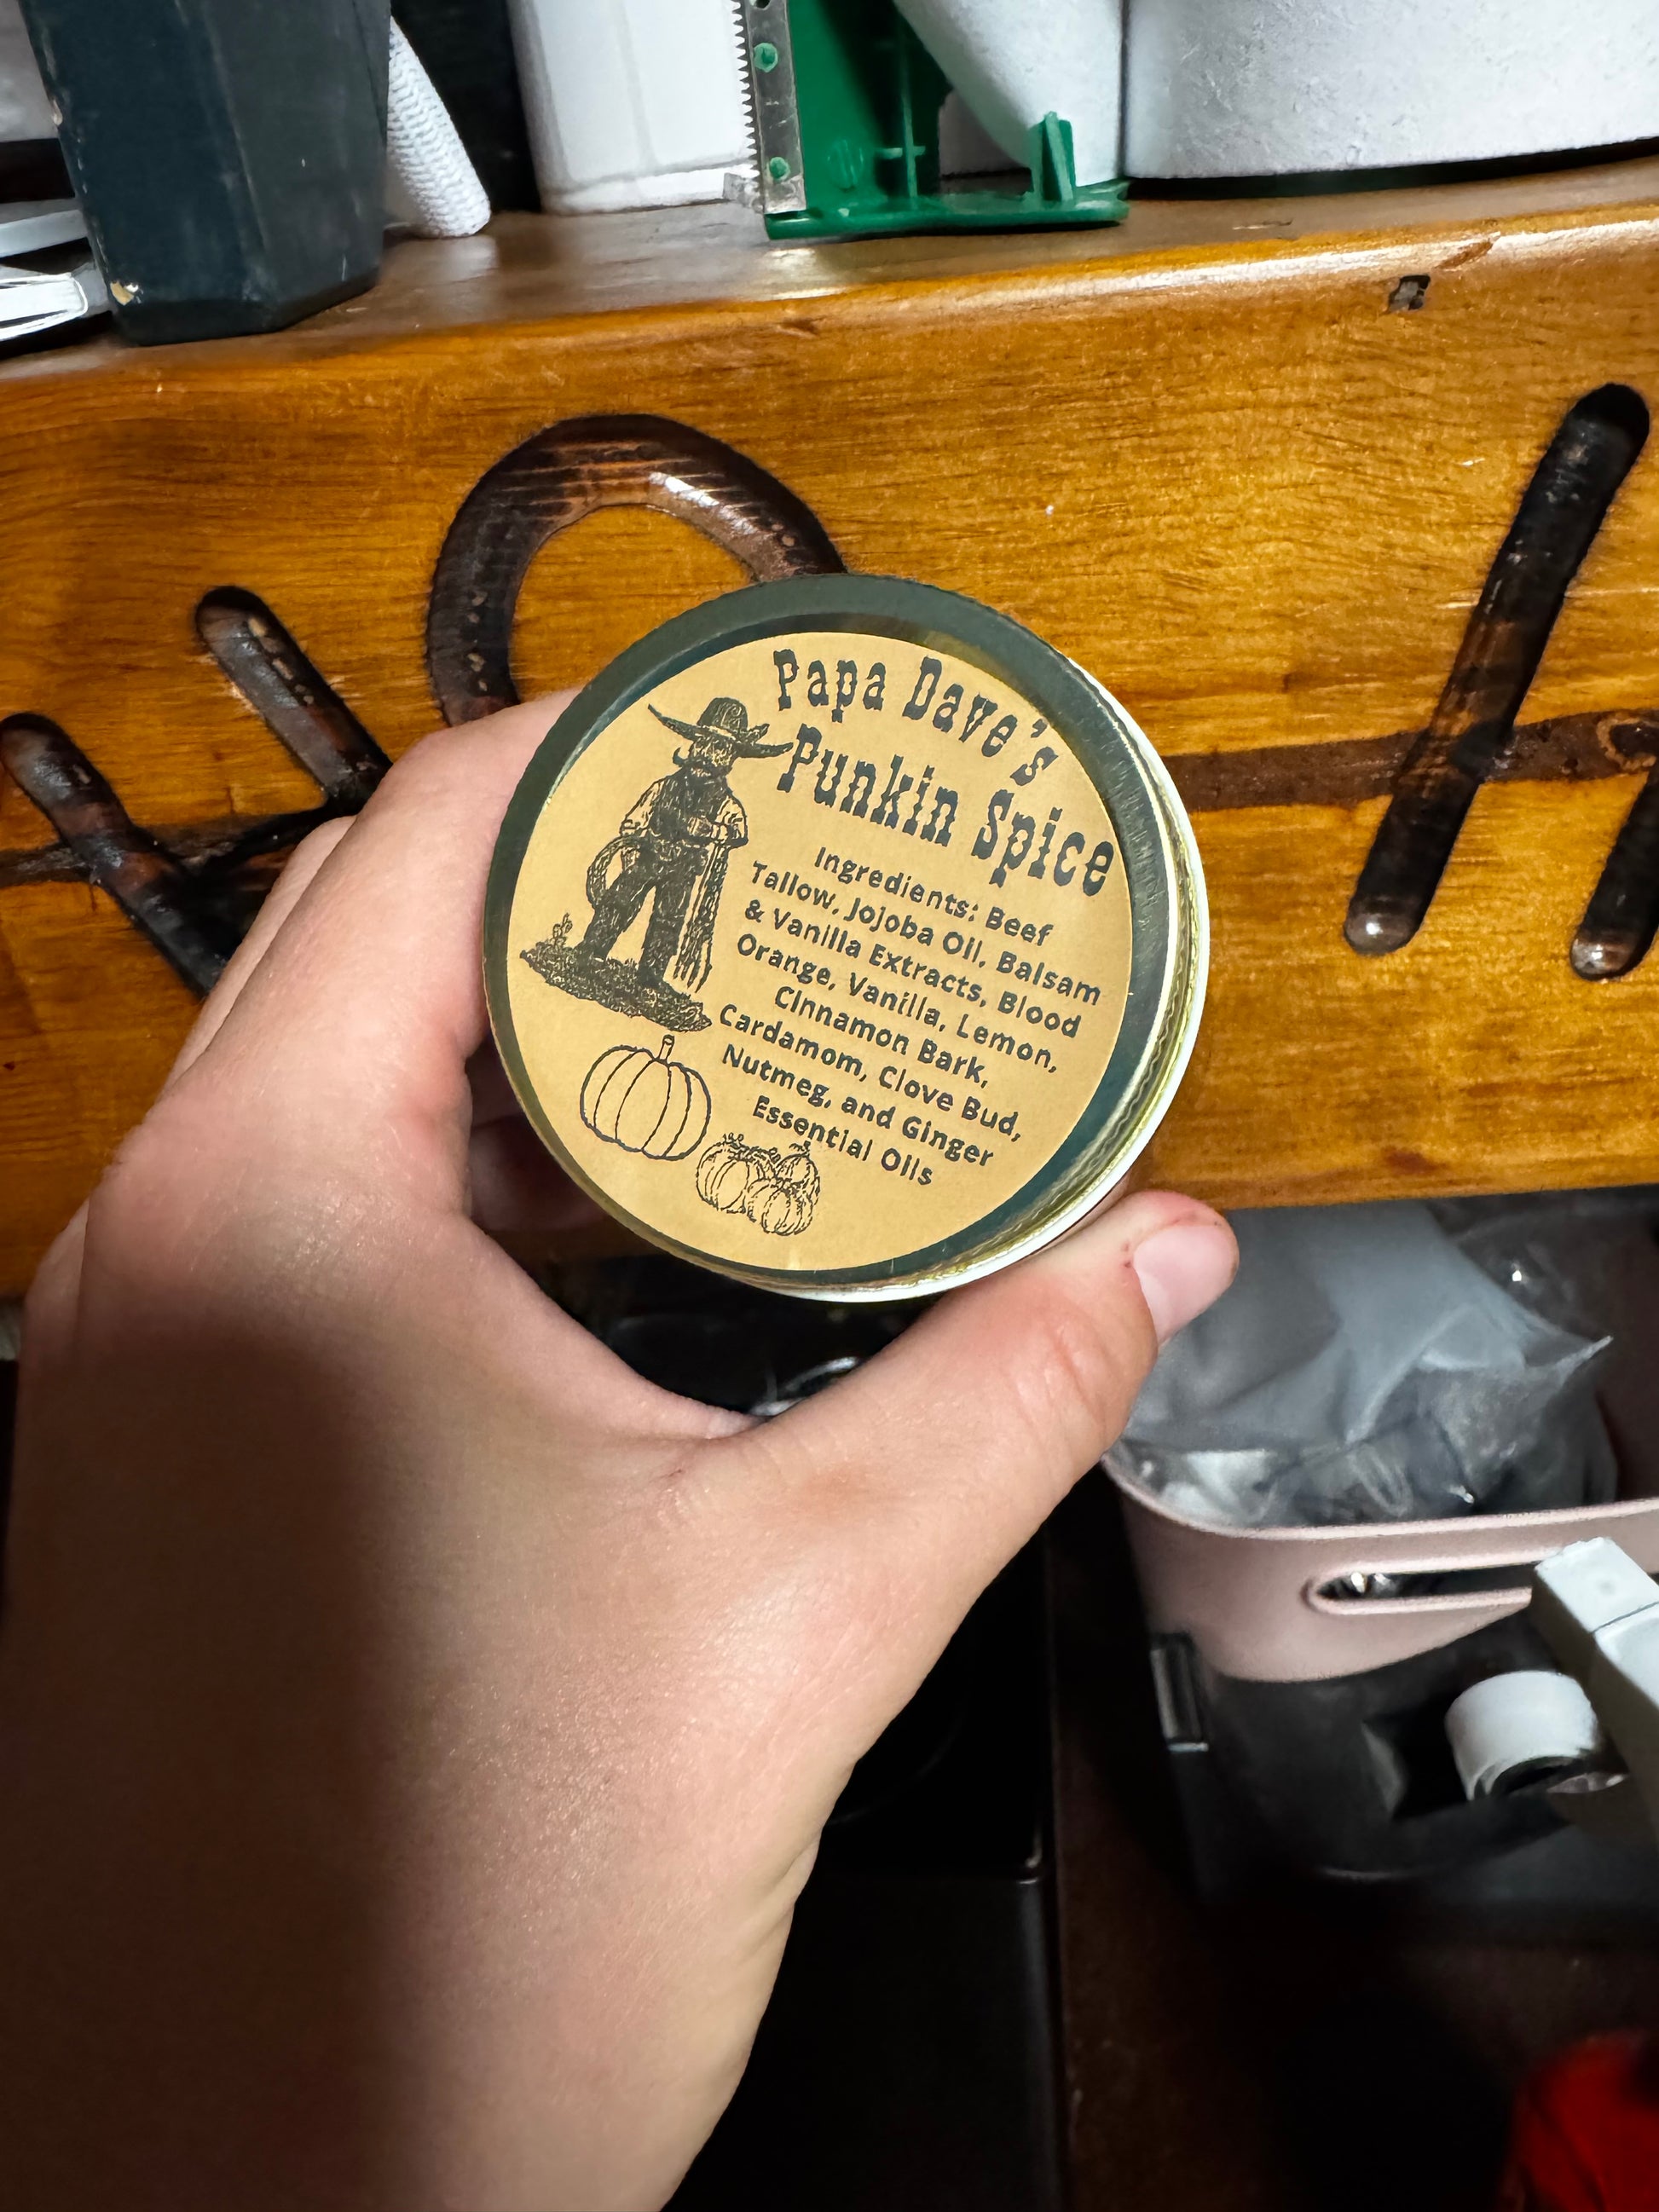 Papa Dave's
Punkin Spice
Ingredients: Beef
Tallow, Jojoba Oil, Balsam
& Vanilla Extracts, Blood
Orange, Vanilla, Lemon,
Cinnamon Bark,
Cardamom, Clove Bud,
Nutmeg, and Ginger
Essential Oils